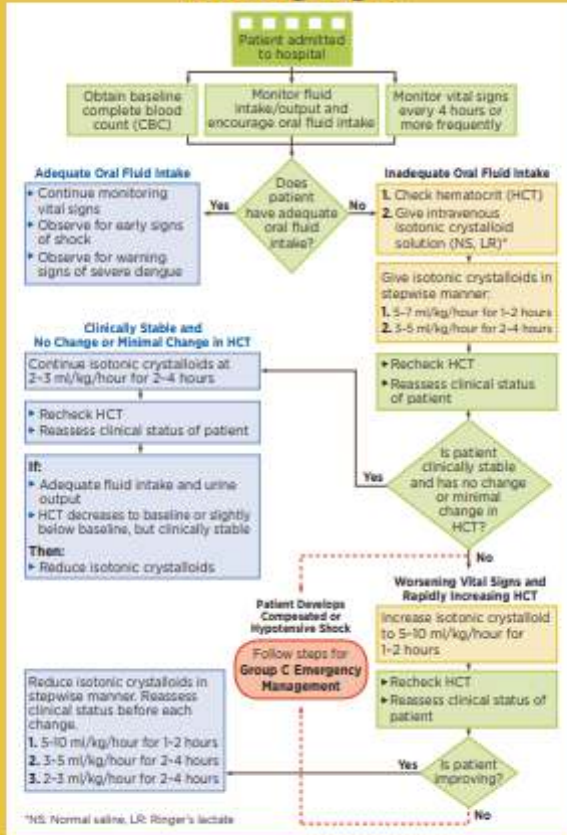 Patient admitted
to hospital
Obtain baseline
complete blood
count (CBC)
Monitor fluid
intake/output and
encourage oral fluid intake
Monitor vital signs
every 4 hours or
more frequently
Adequate Oral Fluid Intake
▸ Continue monitoring
vital signs
▸ Observe for early signs
of shock
▸ Observe for warning
signs of severe dengue
Yes
Does
patient
have adequate
oral fluid
intake?
No
Inadequate Oral Fluid Intake
1. Check hematocrit (HCT)
2. Give intravenous
isotonic crystalloid
solution (NS, LR)*
Give isotonic crystalloids in
stepwise manner:
1. 5-7 ml/kg/hour for 1-2 hours
2. 3-5 ml/kg/hour for 2-4 hours
▸ Recheck HCT
▸ Reassess clinical status
of patient
Is patient
clinically stable
and has no change
or minimal
change in
HCT?
Yes
Clinically Stable and
No Change or Minimal Change in HCT
Continue isotonic crystalloids at
2-3 ml/kg/hour for 2-4 hours
▸ Recheck HCT
▸ Reassess clinical status of patient
If:
▸ Adequate fluid intake and urine
output
▸ HCT decreases to baseline or slightly
below baseline, but clinically stable
Then:
▸ Reduce isotonic crystalloids
No
Worsening Vital Signs and
Rapidly Increasing HCT
Increase isotonic crystalloid
to 5-10 ml/kg/hour for
1-2 hours
▸ Recheck HCT
▸ Reassess clinical status of
patient
Is patient
improving?
Yes
Reduce isotonic crystalloids in
stepwise manner. Reassess
clinical status before each
change.
1. 5-10 ml/kg/hour for 1-2 hours
2. 3-5 ml/kg/hour for 2-4 hours
3. 2-3 ml/kg/hour for 2-4 hours
No
Patient Develops
Compesated or
Hypotensive Shock
Follow steps for
Group C Emergency
Management
*NS: Normal saline, LR: Ringer's lactate